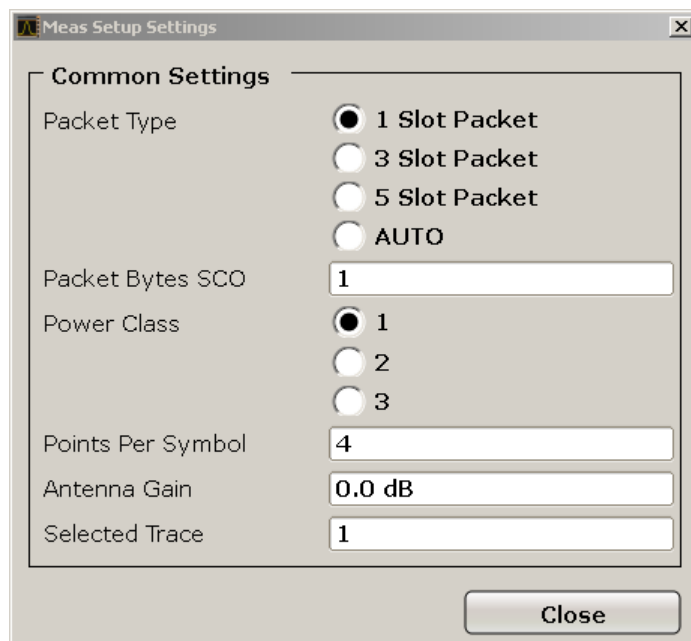 Meas Setup Settings
Common Settings
Packet Type
1 Slot Packet
3 Slot Packet
5 Slot Packet
AUTO
Packet Bytes SCO
1
Power Class
1
2
3
Points Per Symbol
4
Antenna Gain
0.0 dB
Selected Trace
1
Close